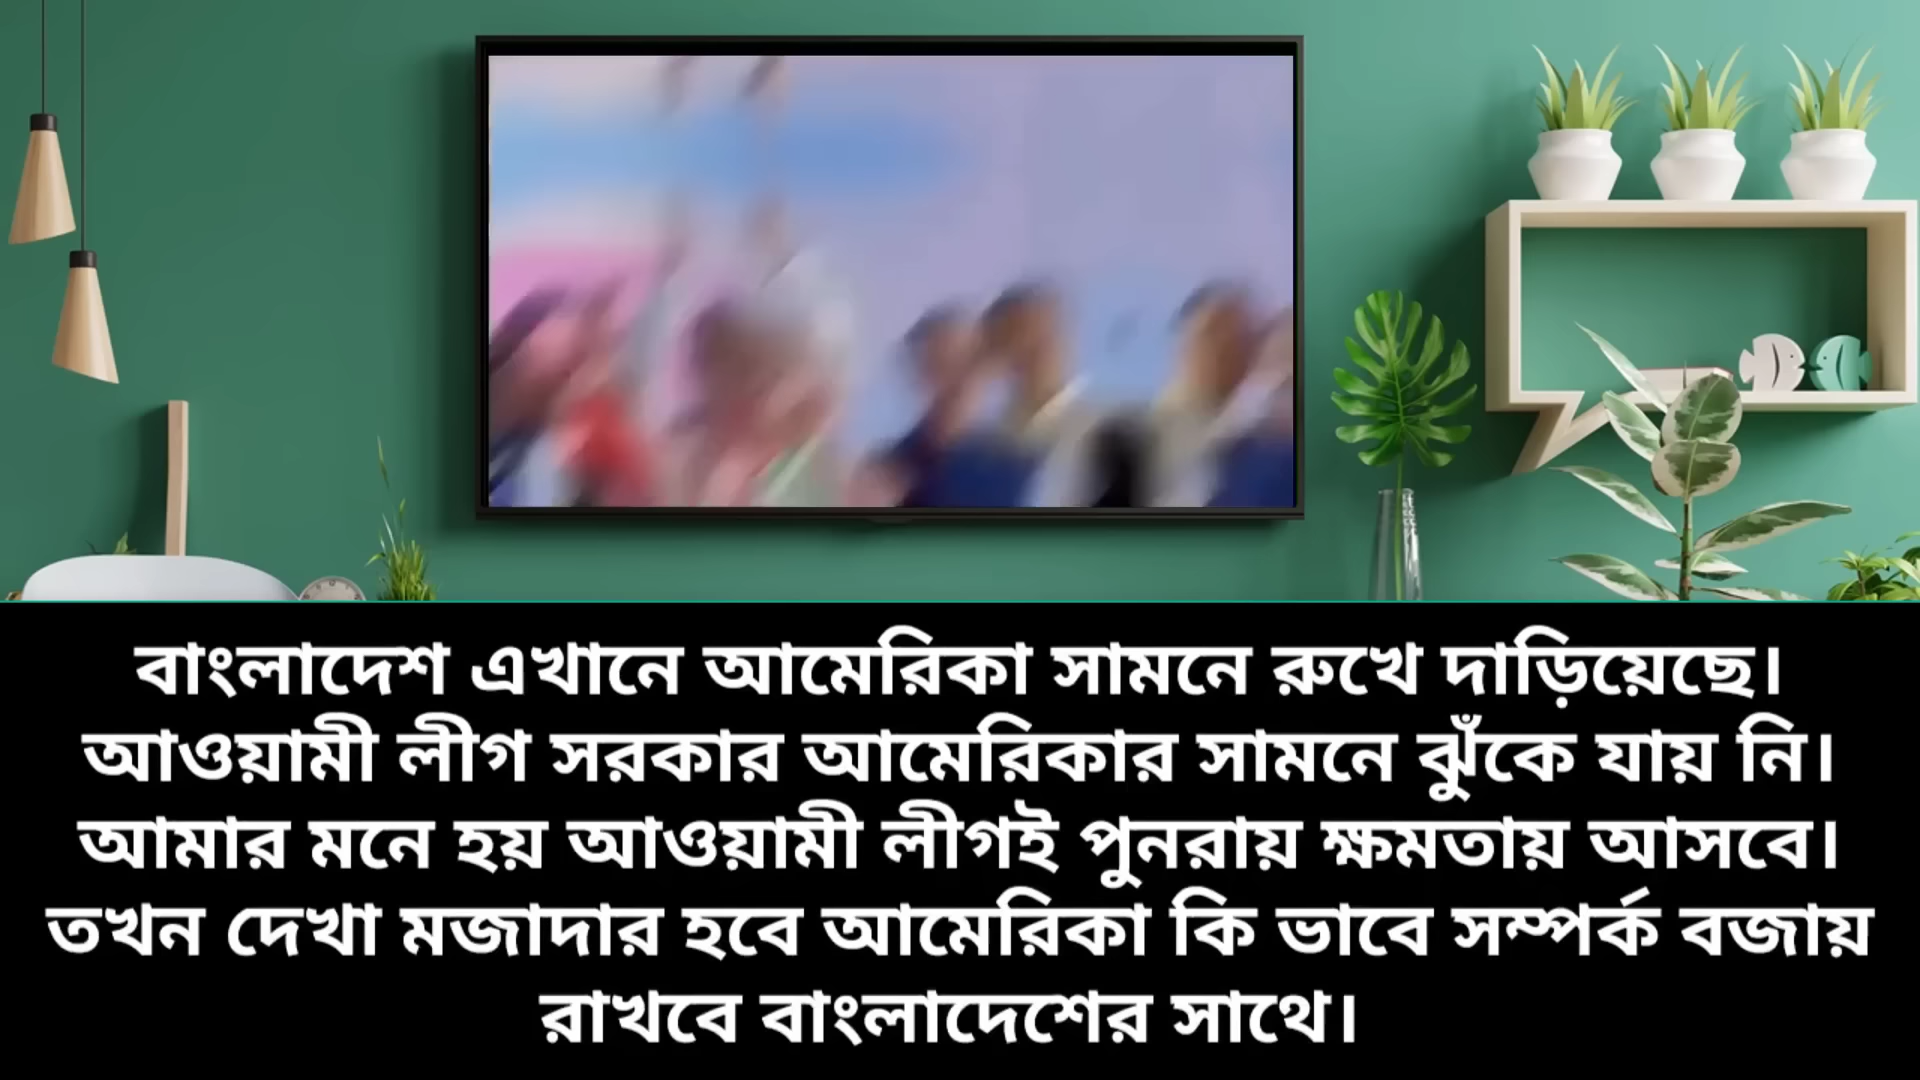 বাংলাদেশ এখানে আমেরিকা সামনে রুখে দাড়িয়েছে।
আওয়ামী লীগ সরকার আমেরিকার সামনে ঝুঁকে যায় নি।
আমার মনে হয় আওয়ামী লীগই পুনরায় ক্ষমতায় আসবে।
তখন দেখা মজাদার হবে আমেরিকা কি ভাবে সম্পর্ক বজায়
রাখবে বাংলাদেশের সাথে।